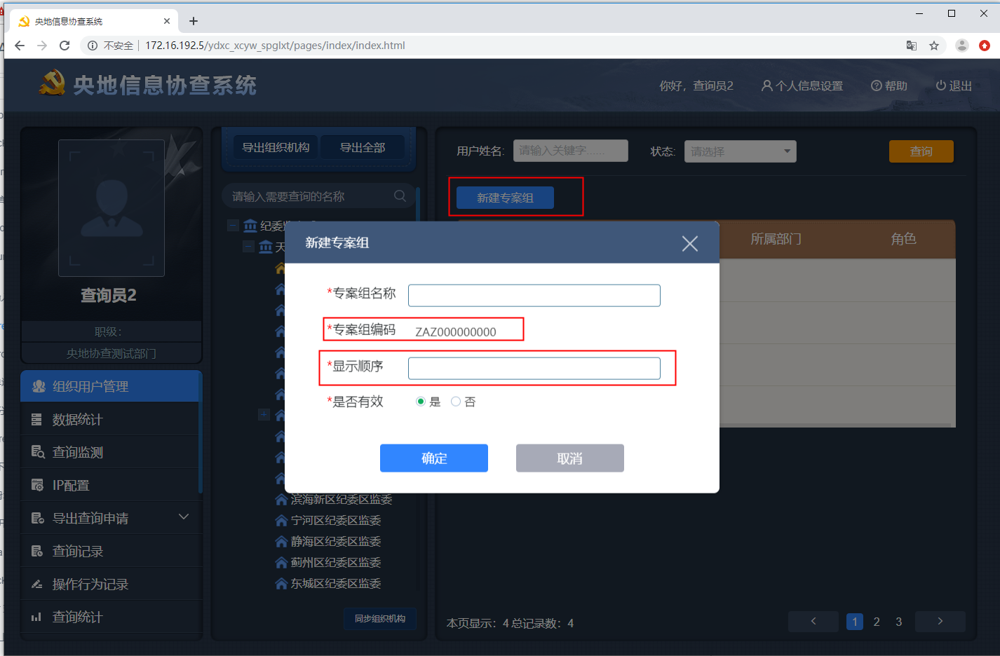 央地信息协查系统
不安全 | 172.16.192.5/ydxc_xcyw_spglxt/pages/index/index.html
央地信息协查系统
你好，查询员2
个人信息设置
帮助
退出
查询员2
职级：
央地协查测试部门
组织用户管理
数据统计
查询监测
IP配置
导出查询申请
查询记录
操作行为记录
查询统计
导出组织机构
导出全部
请输入需要查询的名称
纪委
天
滨海新区纪委区监委
宁河区纪委区监委
静海区纪委区监委
蓟州区纪委区监委
东城区纪委区监委
同步组织机构
用户姓名:
请输入关键字......
状态:
请选择
查询
新建专案组
所属部门
角色
新建专案组
*专案组名称
*专案组编码 ZAZ000000000
*显示顺序
*是否有效 是 否
确定
取消
本页显示：4 总记录数：4
< 1 2 3 >